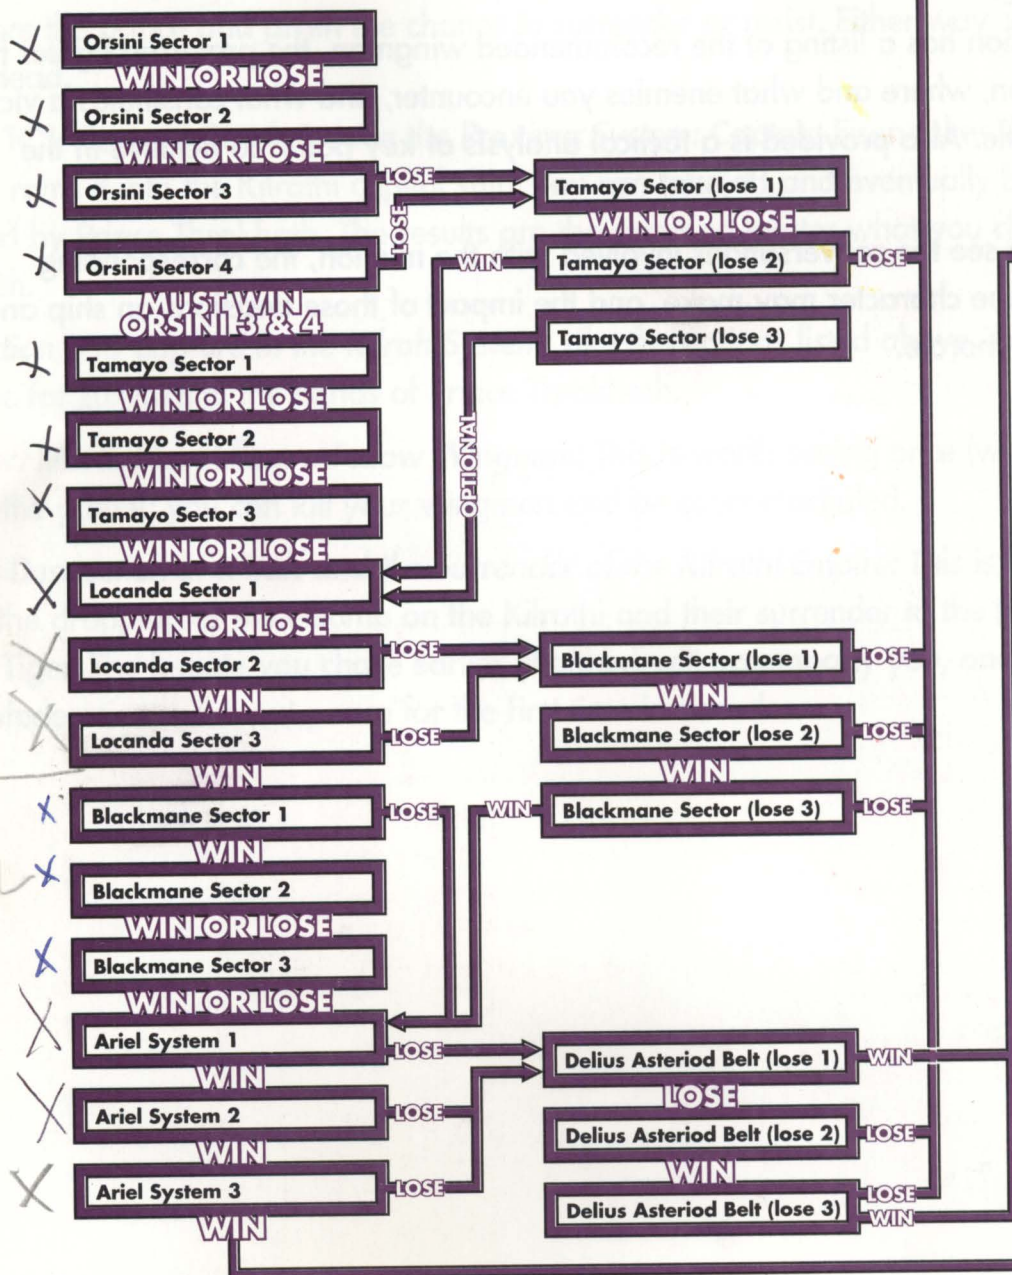 Orsini Sector 1
WIN OR LOSE
Orsini Sector 2
WIN OR LOSE
Orsini Sector 3
LOSE
LOSE
Orsini Sector 4
MUST WIN
ORSINI 3 & 4
Tamayo Sector 1
WIN OR LOSE
Tamayo Sector 2
WIN OR LOSE
Tamayo Sector 3
WIN OR LOSE
Locanda Sector 1
WIN OR LOSE
Locanda Sector 2
LOSE
WIN
Locanda Sector 3
LOSE
WIN
Blackmane Sector 1
LOSE
WIN
Blackmane Sector 2
WIN OR LOSE
Blackmane Sector 3
WIN OR LOSE
Ariel System 1
LOSE
WIN
Ariel System 2
LOSE
WIN
Ariel System 3
LOSE
WIN
Tamayo Sector (lose 1)
WIN OR LOSE
WIN
Tamayo Sector (lose 2)
LOSE
Tamayo Sector (lose 3)
OPTIONAL
Blackmane Sector (lose 1)
LOSE
WIN
Blackmane Sector (lose 2)
LOSE
WIN
WIN
Blackmane Sector (lose 3)
LOSE
Delius Asteriod Belt (lose 1)
WIN
LOSE
Delius Asteriod Belt (lose 2)
LOSE
WIN
Delius Asteriod Belt (lose 3)
LOSE
WIN